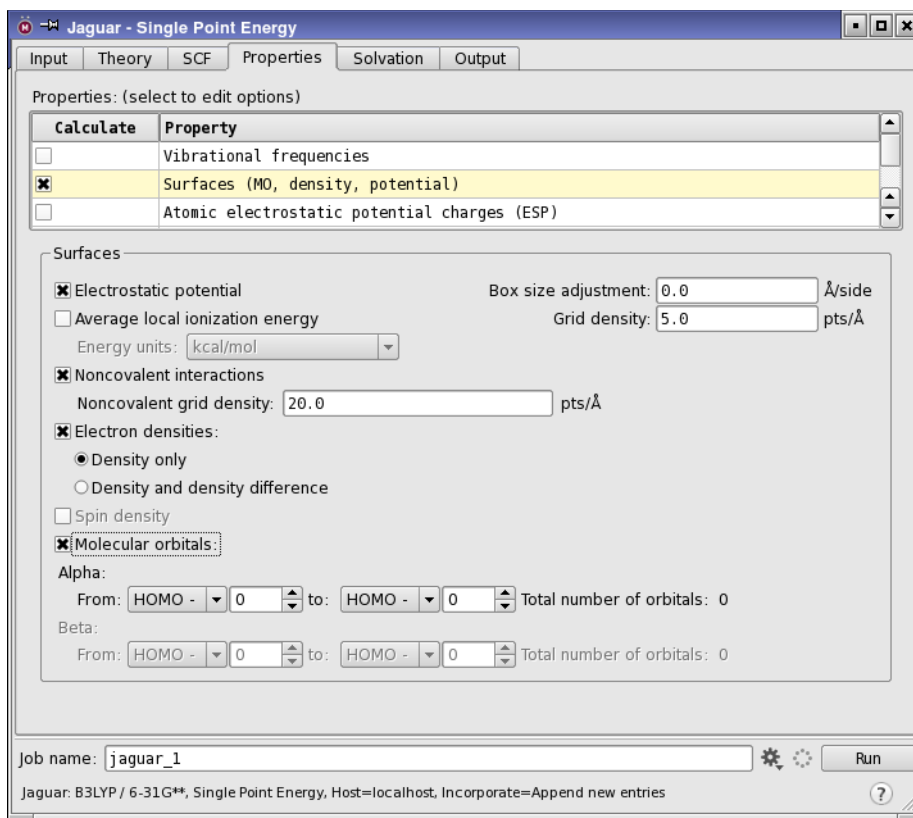 Jaguar - Single Point Energy
Input Theory SCF Properties Solvation Output
Properties: (select to edit options)
Calculate Property
Vibrational frequencies
Surfaces (MO, density, potential)
Atomic electrostatic potential charges (ESP)
Surfaces
Electrostatic potential Box size adjustment: 0.0 Å/side
Average local ionization energy Grid density: 5.0 pts/Å
Energy units: kcal/mol
Noncovalent interactions
Noncovalent grid density: 20.0 pts/Å
Electron densities:
Density only
Density and density difference
Spin density
Molecular orbitals:
Alpha:
From: HOMO - 0 to: HOMO - 0 Total number of orbitals: 0
Beta:
From: HOMO - 0 to: HOMO - 0 Total number of orbitals: 0
Job name: jaguar_1 Run
Jaguar: B3LYP / 6-31G**, Single Point Energy, Host=localhost, Incorporate=Append new entries ?